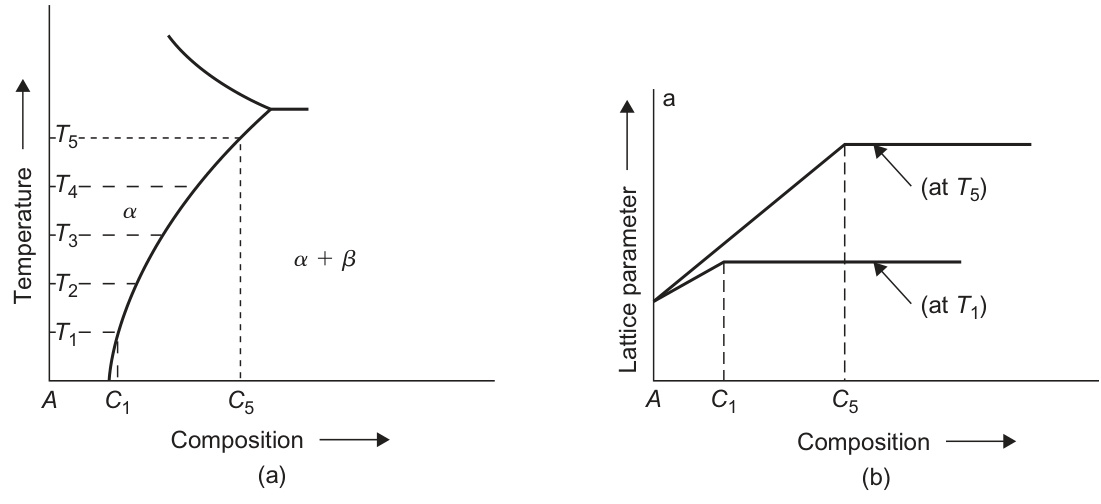 Temperature
T5
T4
α
T3
α + β
T2
T1
A
C1
C5
Composition
(a)
a
Lattice parameter
(at T5)
(at T1)
A
C1
C5
Composition
(b)